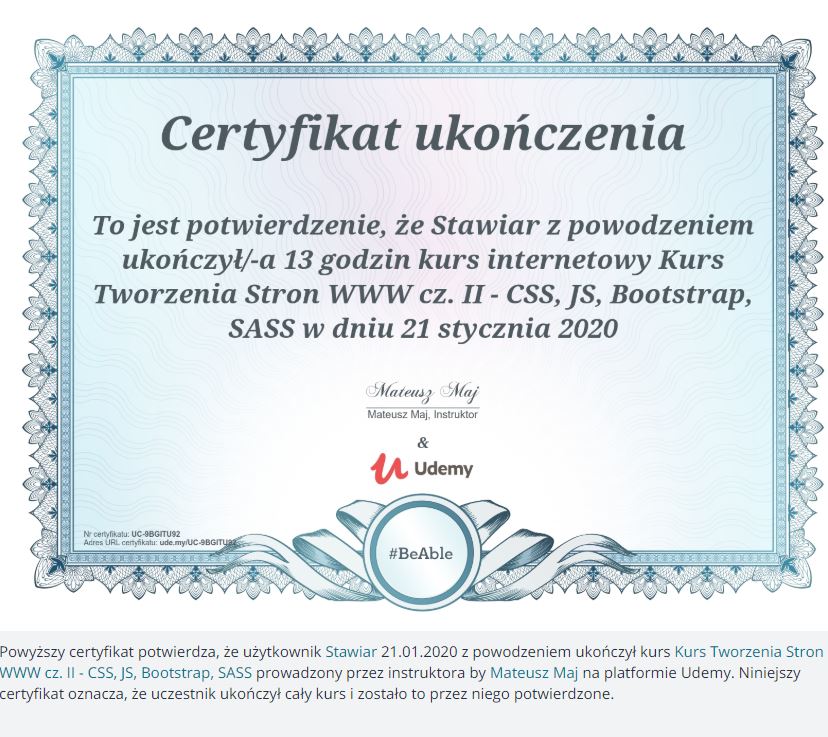 Certyfikat ukończenia
To jest potwierdzenie, że Stawiar z powodzeniem
ukończył/-a 13 godzin kurs internetowy Kurs
Tworzenia Stron WWW cz. II - CSS, JS, Bootstrap,
SASS w dniu 21 stycznia 2020
Mateusz Maj
Mateusz Maj, Instruktor
&
Udemy
Nr certyfikatu: UC-9BGITU92
Adres URL certyfikatu: ude.my/UC-9BGITU92
#BeAble
Powyższy certyfikat potwierdza, że użytkownik Stawiar 21.01.2020 z powodzeniem ukończył kurs Kurs Tworzenia Stron
WWW cz. II - CSS, JS, Bootstrap, SASS prowadzony przez instruktora by Mateusz Maj na platformie Udemy. Niniejszy
certyfikat oznacza, że uczestnik ukończył cały kurs i zostało to przez niego potwierdzone.